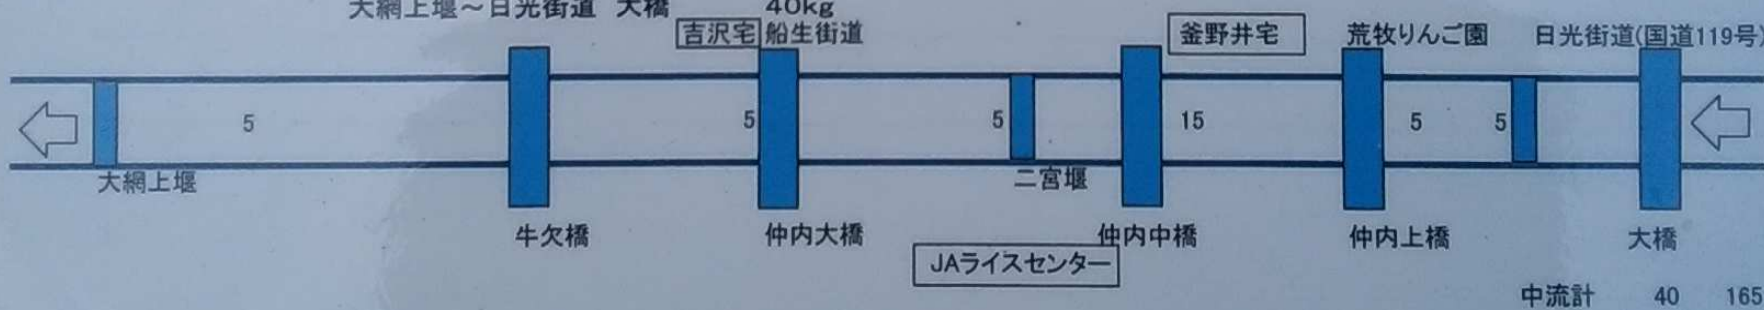 大網上堰～日光街道 大橋 40kg
吉沢宅 船生街道 釜野井宅 荒牧りんご園 日光街道(国道119号)
5 5 5 15 5 5
大網上堰 二宮堰
牛欠橋 仲内大橋 仲内中橋 仲内上橋 大橋
JAライスセンター
中流計 40 165